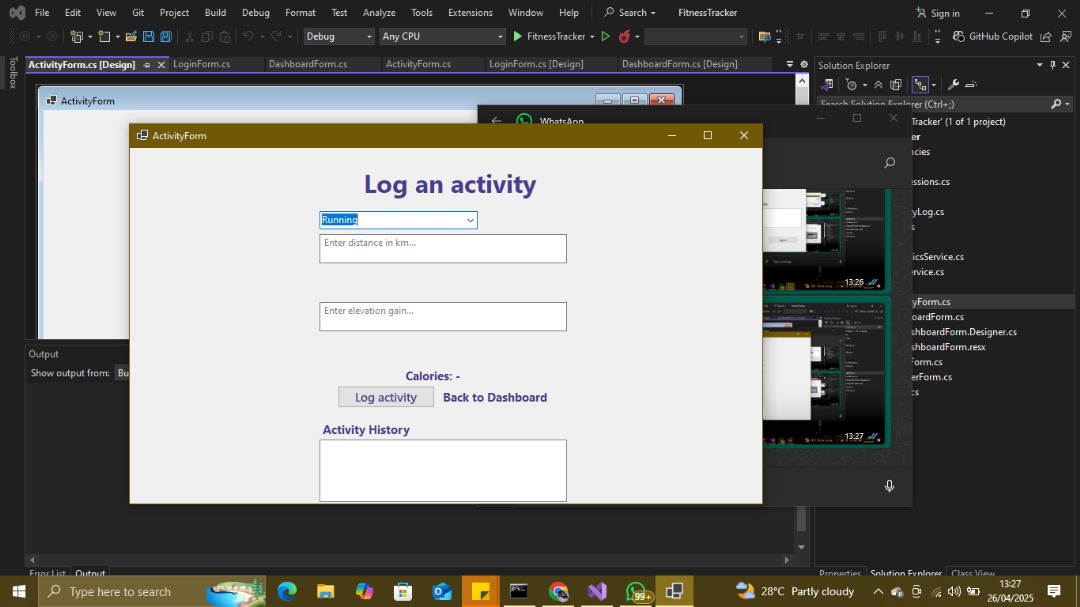 File Edit View Git Project Build Debug Format Test Analyze Tools Extensions Window Help Search FitnessTracker Sign in
Debug Any CPU FitnessTracker GitHub Copilot
Toolbox
ActivityForm.cs [Design] LoginForm.cs DashboardForm.cs ActivityForm.cs LoginForm.cs [Design] DashboardForm.cs [Design]
Solution Explorer
Search Solution Explorer (Ctrl+;)
ActivityForm
WhatsApp
Tracker' (1 of 1 project)
er
ncies
ssions.cs
yLog.cs
s
icsService.cs
rvice.cs
yForm.cs
oardForm.cs
shboardForm.Designer.cs
shboardForm.resx
Form.cs
erForm.cs
cs
13:26
13:27
ActivityForm
Log an activity
Running
Enter distance in km...
Enter elevation gain...
Calories: -
Log activity Back to Dashboard
Activity History
Output
Show output from: Bu
Error List Output
Properties Solution Explorer Class View
Type here to search
99+
28°C Partly cloudy
13:27
26/04/2025